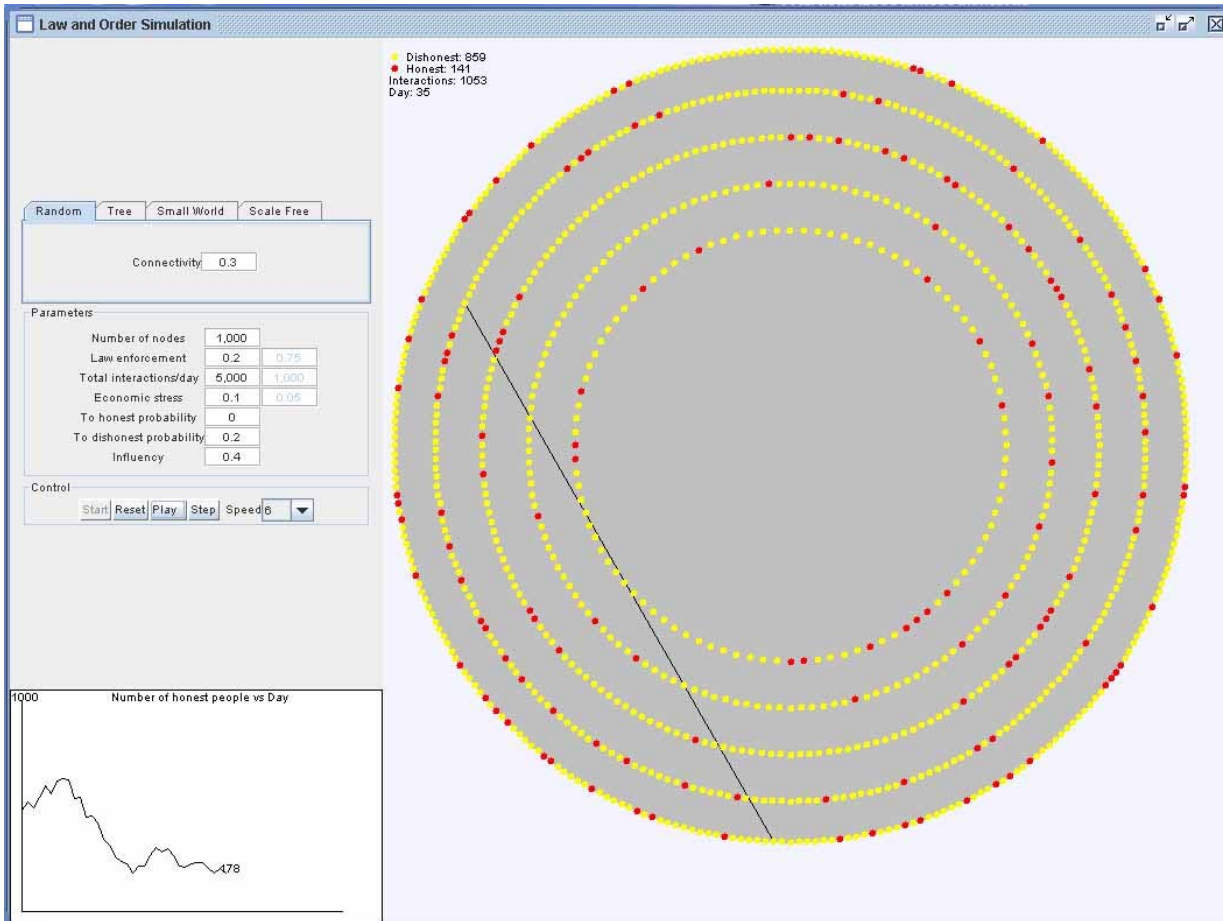 Law and Order Simulation
Dishonest: 859
Honest: 141
Interactions: 1053
Day: 35
Random Tree Small World Scale Free
Connectivity 0.3
Parameters
Number of nodes 1,000
Law enforcement 0.2 0.75
Total interactions/day 5,000 1,000
Economic stress 0.1 0.05
To honest probability 0
To dishonest probability 0.2
Influency 0.4
Control
Start Reset Play Step Speed 6
1000 Number of honest people vs Day